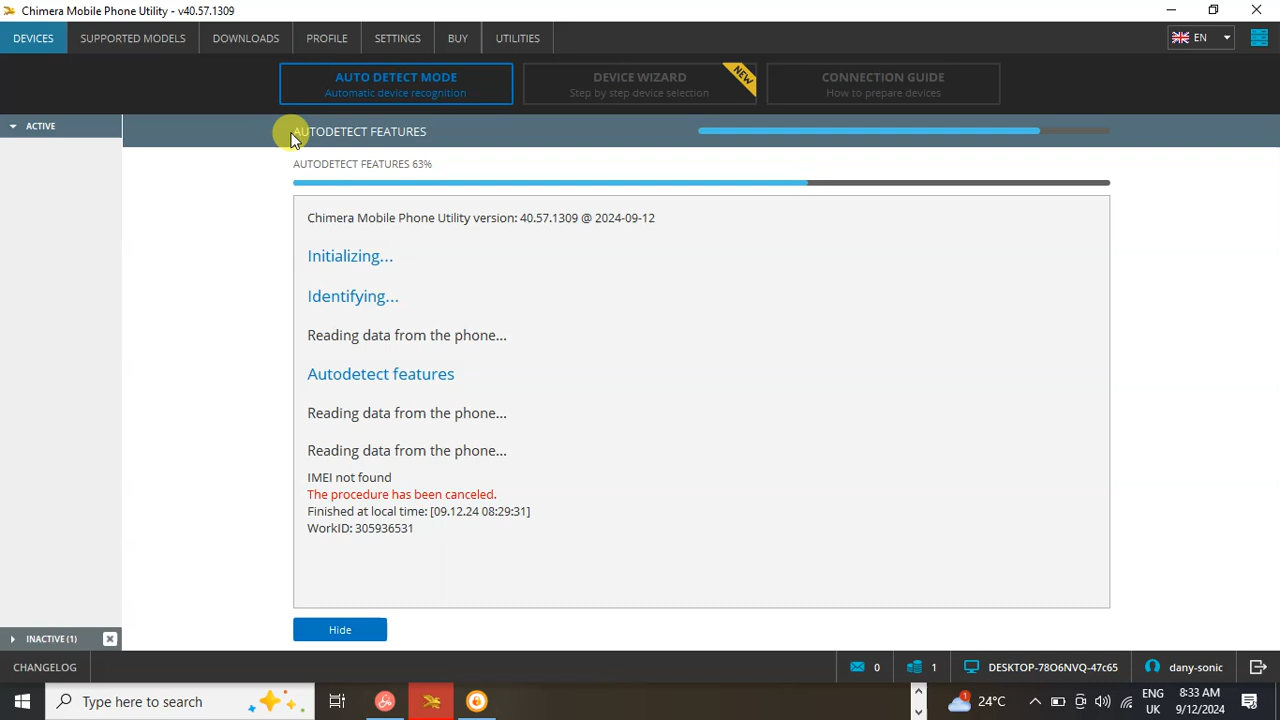 Chimera Mobile Phone Utility - v40.57.1309
DEVICES SUPPORTED MODELS DOWNLOADS PROFILE SETTINGS BUY UTILITIES EN
AUTO DETECT MODE
Automatic device recognition
DEVICE WIZARD
Step by step device selection
NEW
CONNECTION GUIDE
How to prepare devices
ACTIVE
AUTODETECT FEATURES
AUTODETECT FEATURES 63%
Chimera Mobile Phone Utility version: 40.57.1309 @ 2024-09-12
Initializing...
Identifying...
Reading data from the phone...
Autodetect features
Reading data from the phone...
Reading data from the phone...
IMEI not found
The procedure has been canceled.
Finished at local time: [09.12.24 08:29:31]
WorkID: 305936531
Hide
INACTIVE (1)
CHANGELOG 0 1 DESKTOP-78O6NVQ-47c65 dany-sonic
Type here to search
1
24°C
ENG
UK
8:33 AM
9/12/2024